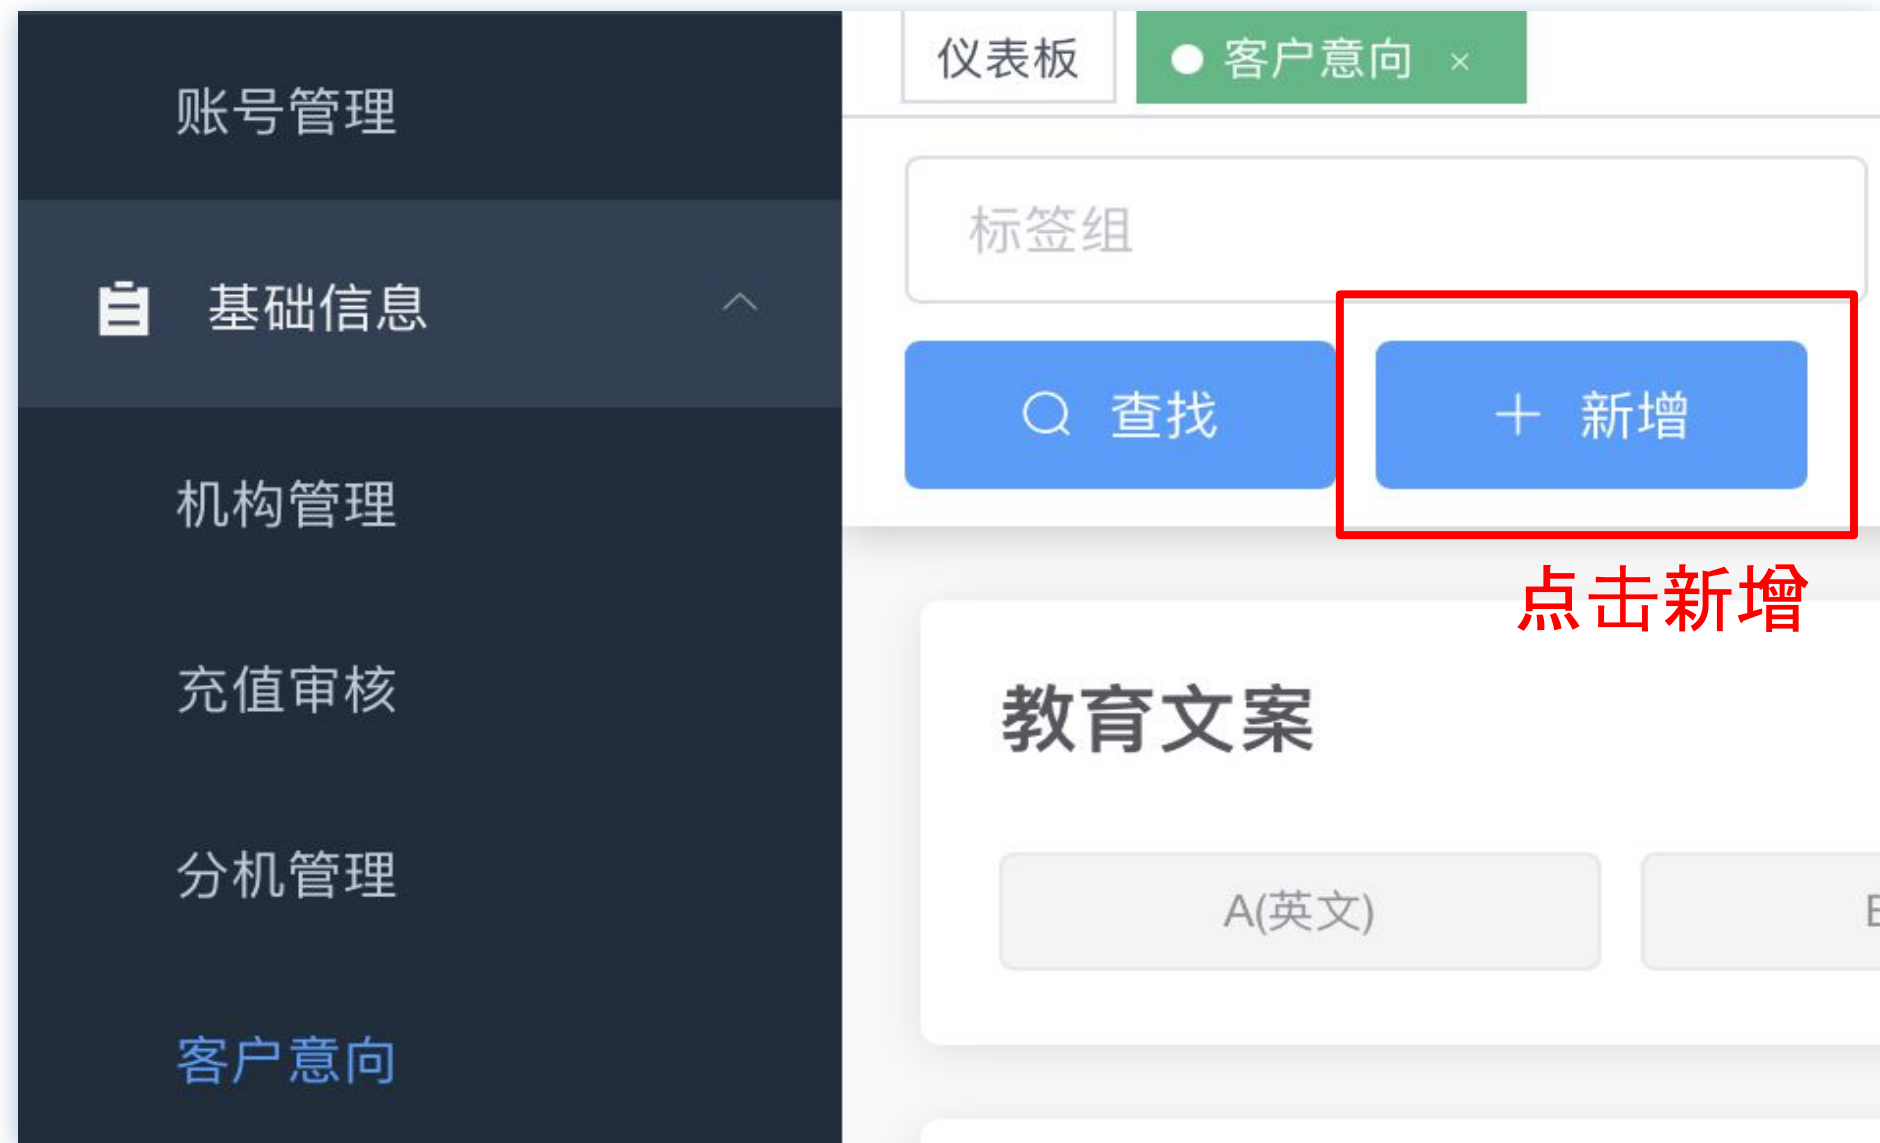 账号管理
基础信息
机构管理
充值审核
分机管理
客户意向
仪表板
客户意向 ×
标签组
查找
+ 新增
点击新增
教育文案
A(英文)